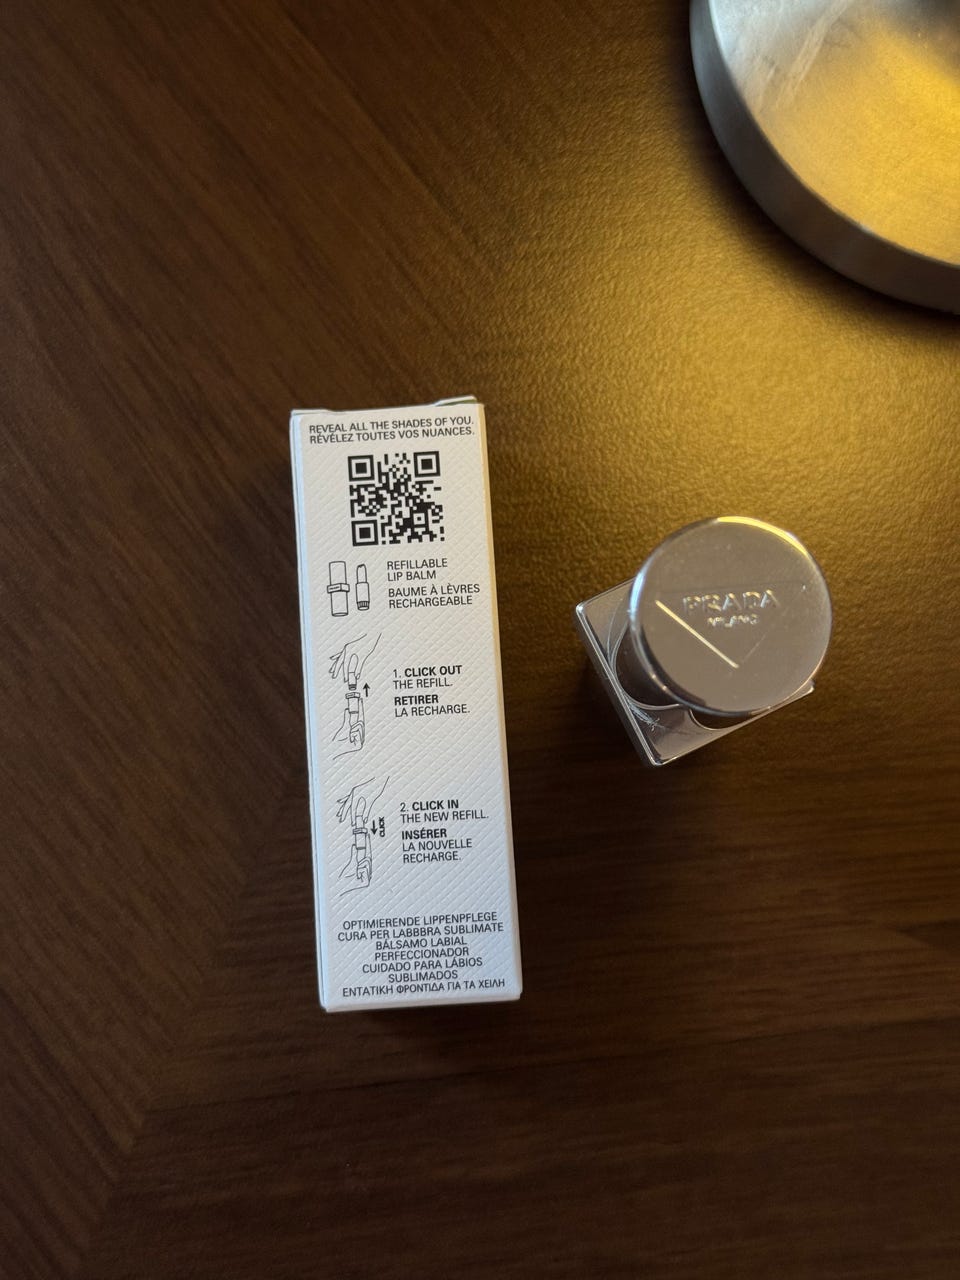 REVEAL ALL THE SHADES OF YOU.
RÉVÉLEZ TOUTES VOS NUANCES.
REFILLABLE
LIP BALM
BAUME À LÈVRES
RECHARGEABLE
1. CLICK OUT
THE REFILL.
RETIRER
LA RECHARGE.
2. CLICK IN
THE NEW REFILL.
CLICK
INSÉRER
LA NOUVELLE
RECHARGE.
OPTIMIERENDE LIPPENPFLEGE
CURA PER LABBBRA SUBLIMATE
BÁLSAMO LABIAL
PERFECCIONADOR
CUIDADO PARA LÁBIOS
SUBLIMADOS
ΕΝΤΑΤΙΚΗ ΦΡΟΝΤΙΔΑ ΓΙΑ ΤΑ ΧΕΙΛΗ
PRADA
MILANO